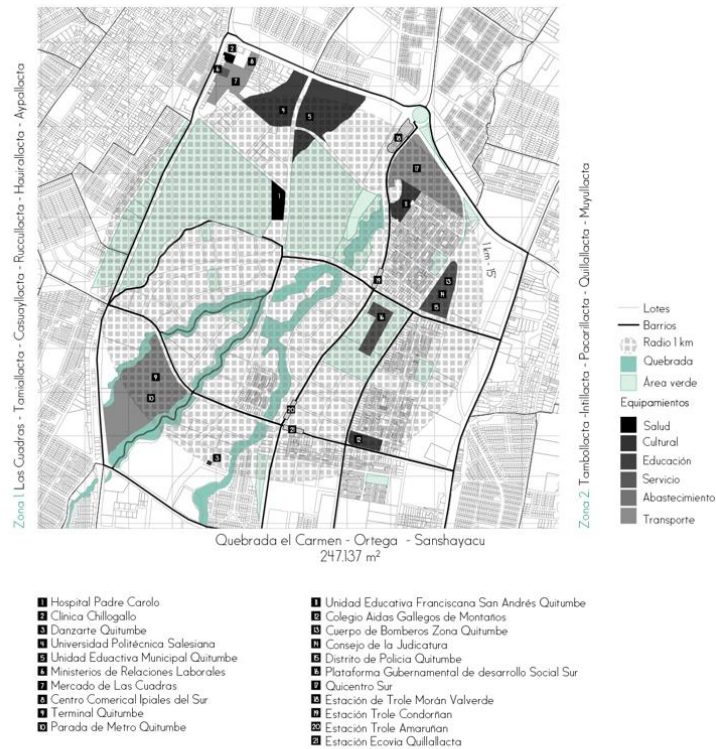 Zona 1. Las Cuadras - Tamiallacta - Casuayllacta - Ruccullacta - Hauirallacta - Aypallacta
1 km - 15'
Zona 2. Tambollacta -Intillacta - Pacarillacta - Quillallacta - Muyullacta
Lotes
Barrios
Radio 1 km
Quebrada
Área verde
Equipamientos
Salud
Cultural
Educación
Servicio
Abastecimiento
Transporte
Quebrada el Carmen - Ortega - Sanshayacu
247.137 m²
1 Hospital Padre Carolo
2 Clínica Chillogallo
3 Danzarte Quitumbe
4 Universidad Politécnica Salesiana
5 Unidad Eduactiva Municipal Quitumbe
6 Ministerios de Relaciones Laborales
7 Mercado de Las Cuadras
8 Centro Comerical Ipiales del Sur
9 Terminal Quitumbe
10 Parada de Metro Quitumbe
11 Unidad Educativa Franciscana San Andrés Quitumbe
12 Colegio Aidas Gallegos de Montaños
13 Cuerpo de Bomberos Zona Quitumbe
14 Consejo de la Judicatura
15 Distrito de Policia Quitumbe
16 Plataforma Gubernamental de desarrollo Social Sur
17 Quicentro Sur
18 Estación de Trole Morán Valverde
19 Estación Trole Condorñan
20 Estación Trole Amaruñan
21 Estación Ecovía Quillallacta